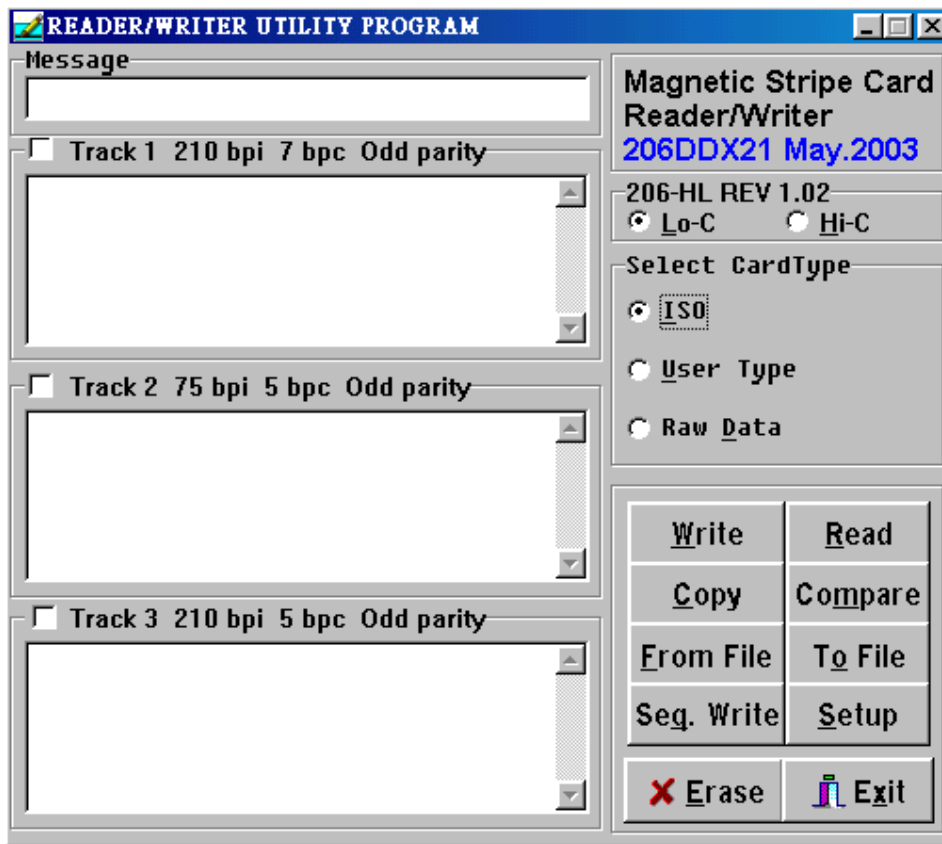 READER/WRITER UTILITY PROGRAM
Message
Track 1 210 bpi 7 bpc Odd parity
Track 2 75 bpi 5 bpc Odd parity
Track 3 210 bpi 5 bpc Odd parity
Magnetic Stripe Card
Reader/Writer
206DDX21 May.2003
206-HL REV 1.02
Lo-C Hi-C
Select CardType
ISO
User Type
Raw Data
Write Read
Copy Compare
From File To File
Seq. Write Setup
Erase Exit